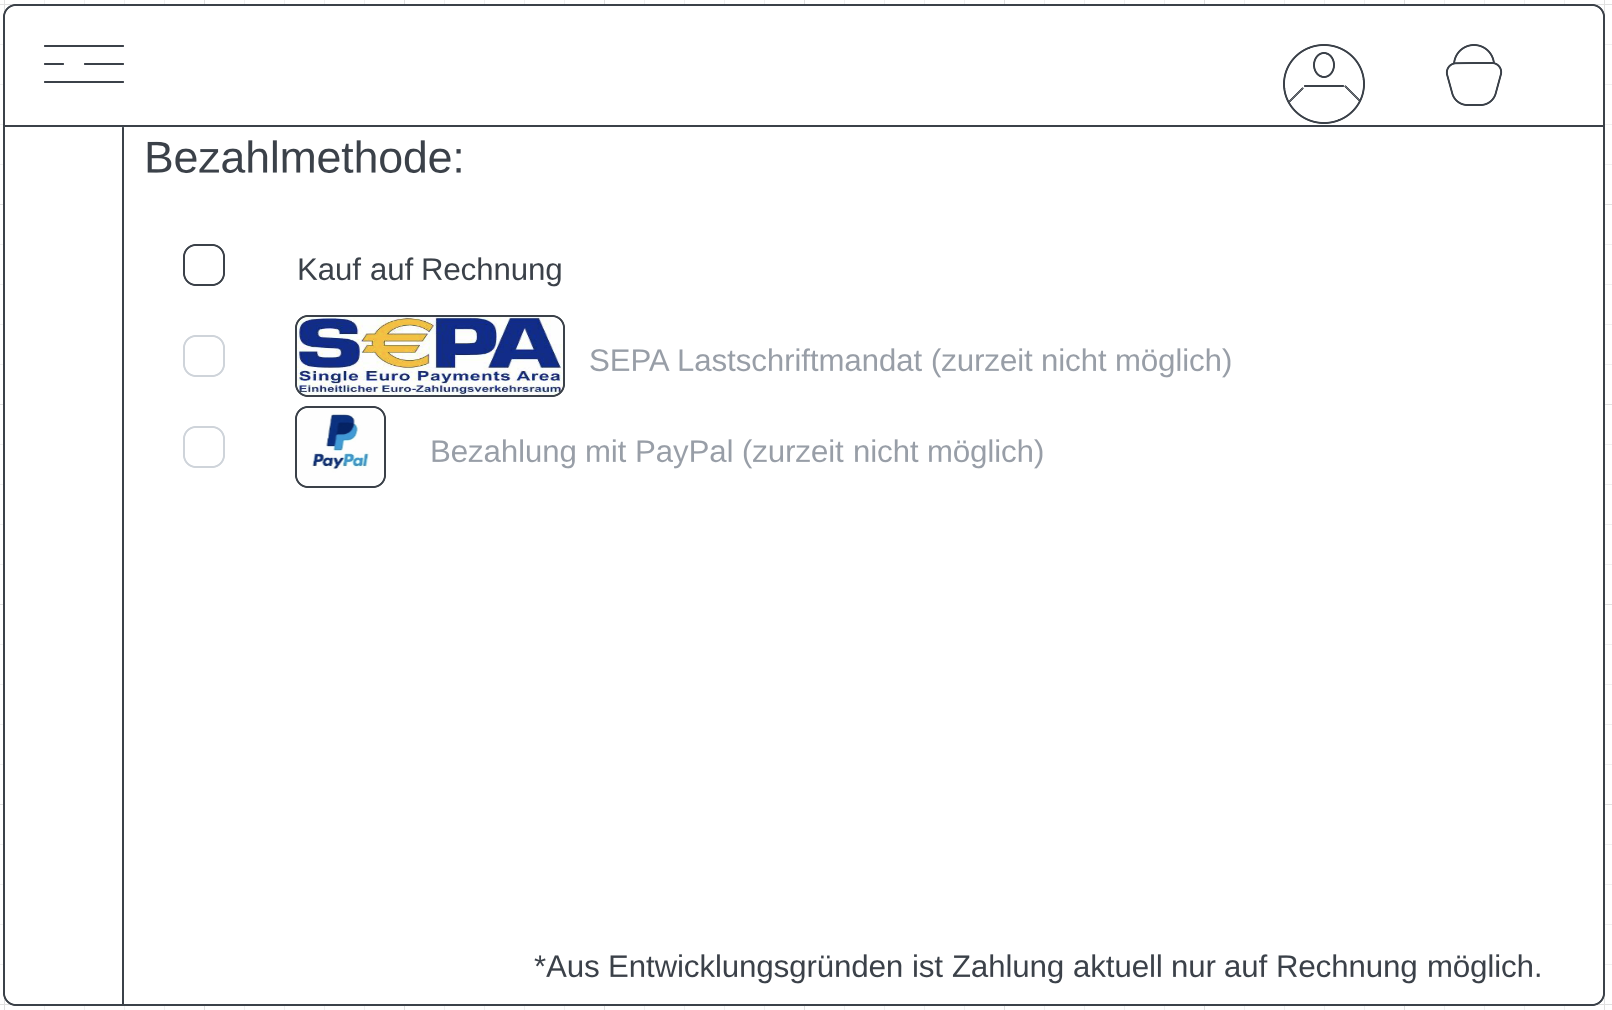 Bezahlmethode:
Kauf auf Rechnung
S€PA
Single Euro Payments Area
Einheitlicher Euro-Zahlungsverkehrsraum
SEPA Lastschriftmandat (zurzeit nicht möglich)
PayPal
Bezahlung mit PayPal (zurzeit nicht möglich)
*Aus Entwicklungsgründen ist Zahlung aktuell nur auf Rechnung möglich.